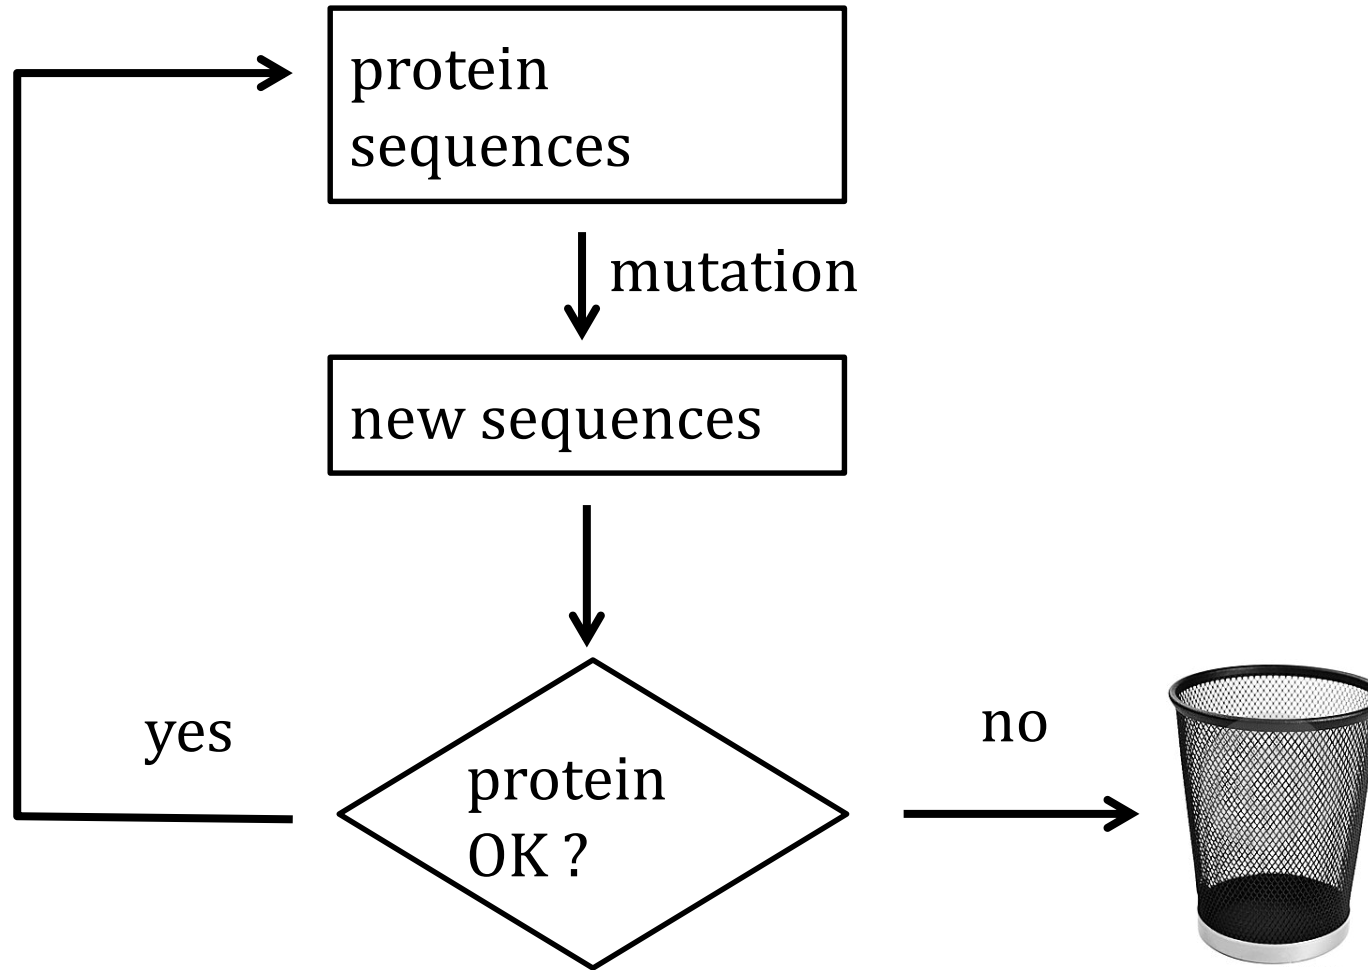 protein
sequences
mutation
new sequences
yes
no
protein
OK ?